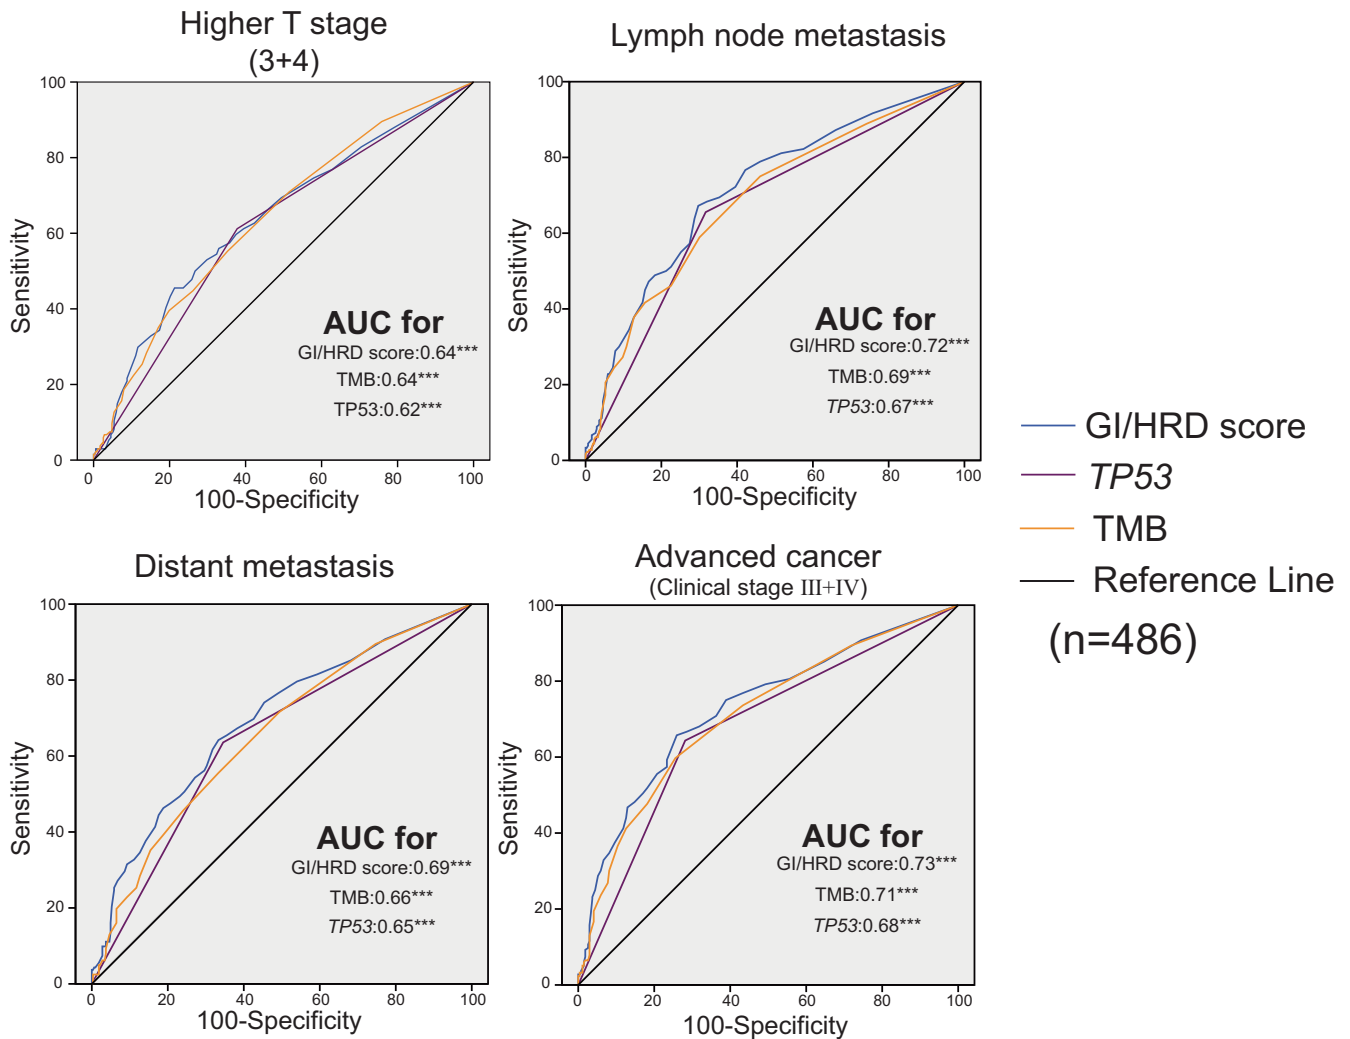 Higher T stage
(3+4)
100
80
60
40
20
0
Sensitivity
0 20 40 60 80 100
100-Specificity
AUC for
GI/HRD score:0.64***
TMB:0.64***
TP53:0.62***
Lymph node metastasis
100
80
60
40
20
0
Sensitivity
0 20 40 60 80 100
100-Specificity
AUC for
GI/HRD score:0.72***
TMB:0.69***
TP53:0.67***
GI/HRD score
TP53
TMB
Reference Line
(n=486)
Distant metastasis
100
80
60
40
20
0
Sensitivity
0 20 40 60 80 100
100-Specificity
AUC for
GI/HRD score:0.69***
TMB:0.66***
TP53:0.65***
Advanced cancer
(Clinical stage III+IV)
100
80
60
40
20
0
Sensitivity
0 20 40 60 80 100
100-Specificity
AUC for
GI/HRD score:0.73***
TMB:0.71***
TP53:0.68***